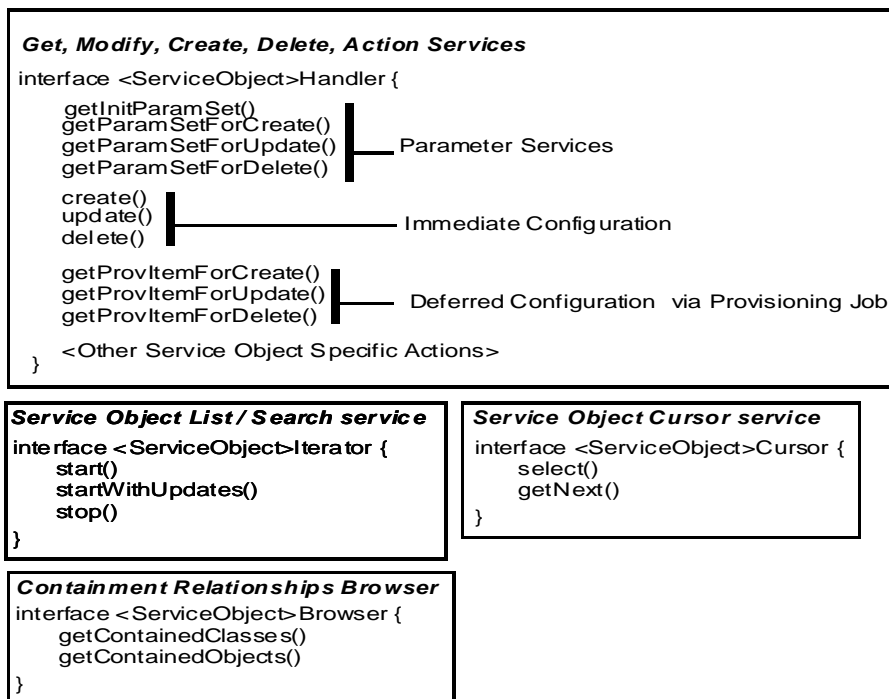 Get, Modify, Create, Delete, Action Services
interface <ServiceObject>Handler {
getInitParamSet()
getParamSetForCreate()
getParamSetForUpdate()
getParamSetForDelete()
Parameter Services
create()
update()
delete()
Immediate Configuration
getProvItemForCreate()
getProvItemForUpdate()
getProvItemForDelete()
Deferred Configuration via Provisioning Job
<Other Service Object Specific Actions>
}
Service Object List / Search service
interface <ServiceObject>Iterator {
start()
startWithUpdates()
stop()
}
Service Object Cursor service
interface <ServiceObject>Cursor {
select()
getNext()
}
Containment Relationships Browser
interface <ServiceObject>Browser {
getContainedClasses()
getContainedObjects()
}